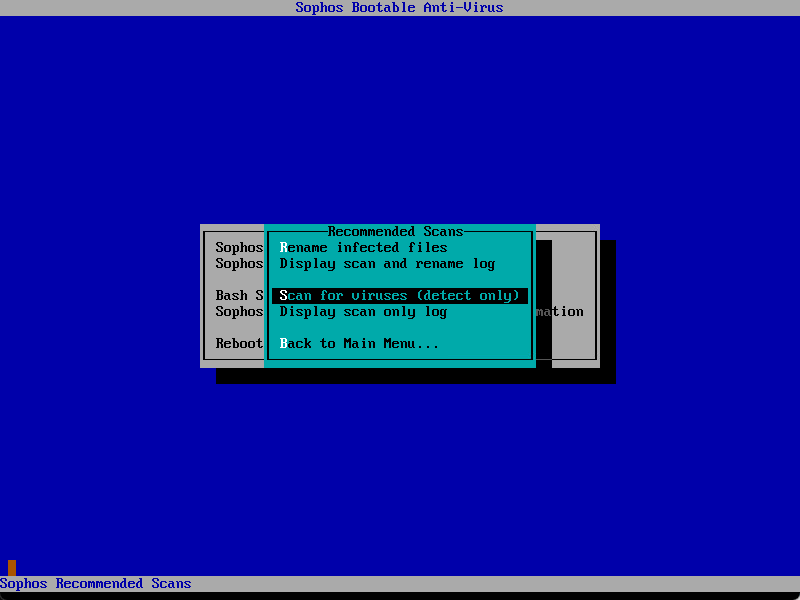 Sophos Bootable Anti-Virus
Recommended Scans
Sophos
Rename infected files
Sophos
Display scan and rename log
Bash S
Scan for viruses (detect only)
Sophos
Display scan only log
mation
Reboot
Back to Main Menu...
Sophos Recommended Scans